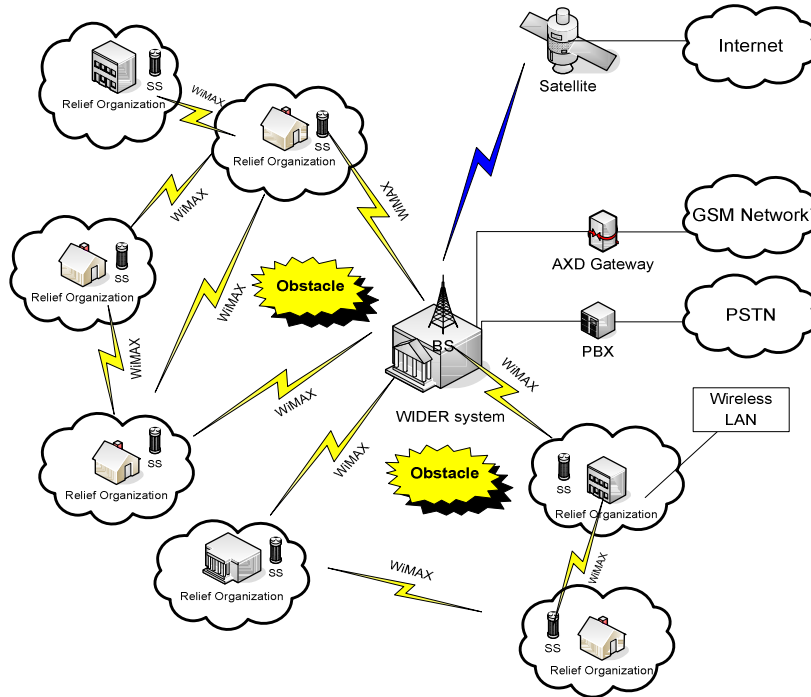 Internet
Satellite
SS
Relief Organization
WiMAX
SS
Relief Organization
WiMAX
WiMAX
GSM Network
AXD Gateway
SS
Relief Organization
WiMAX
Obstacle
PSTN
PBX
BS
WiMAX
WIDER system
WiMAX
WiMAX
Wireless
LAN
SS
Relief Organization
WiMAX
Obstacle
SS
Relief Organization
SS
Relief Organization
WiMAX
WiMAX
SS
Relief Organization